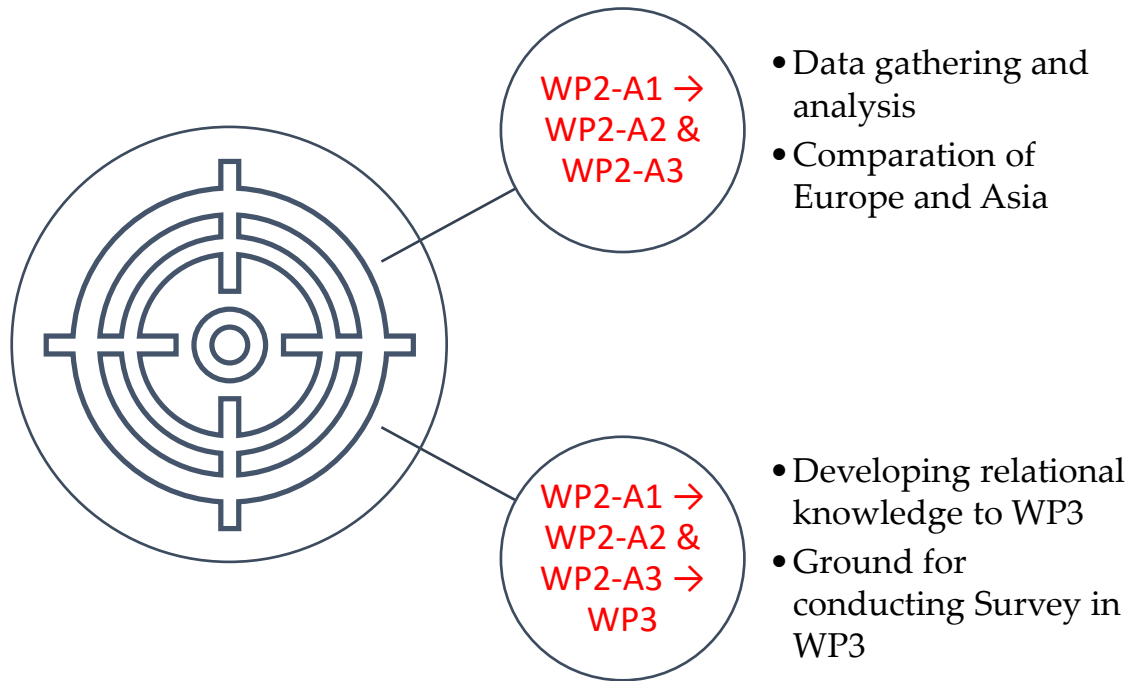 WP2-A1 →
WP2-A2 &
WP2-A3
• Data gathering and
analysis
• Comparation of
Europe and Asia
WP2-A1 →
WP2-A2 &
WP2-A3 →
WP3
• Developing relational
knowledge to WP3
• Ground for
conducting Survey in
WP3